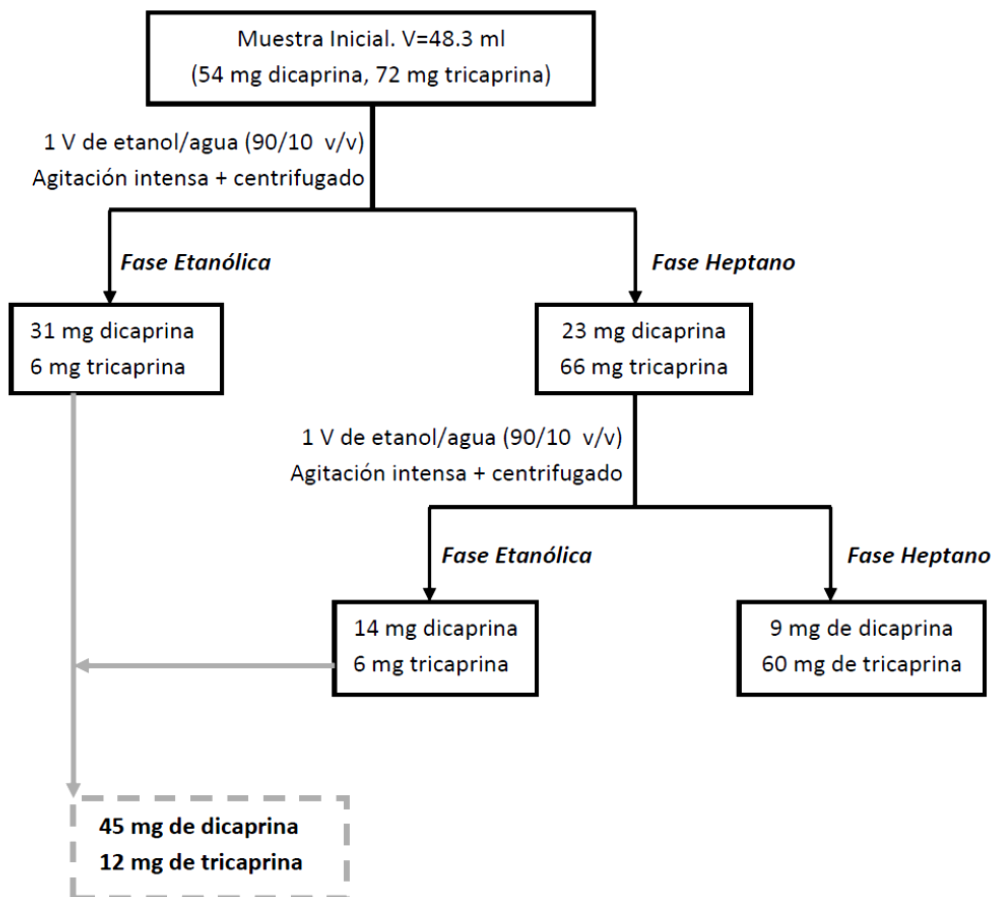 Muestra Inicial. V=48.3 ml
(54 mg dicaprina, 72 mg tricaprina)
1 V de etanol/agua (90/10 v/v)
Agitación intensa + centrifugado
Fase Etanólica
Fase Heptano
31 mg dicaprina
6 mg tricaprina
23 mg dicaprina
66 mg tricaprina
1 V de etanol/agua (90/10 v/v)
Agitación intensa + centrifugado
Fase Etanólica
Fase Heptano
14 mg dicaprina
6 mg tricaprina
9 mg de dicaprina
60 mg de tricaprina
45 mg de dicaprina
12 mg de tricaprina